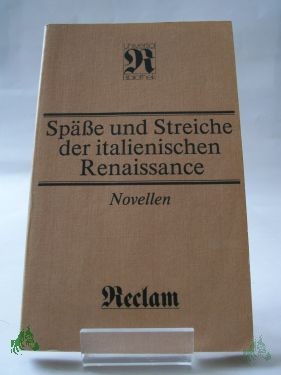 Universal
R
Bibliothek
Späße und Streiche
der italienischen
Renaissance
Novellen
Reclam